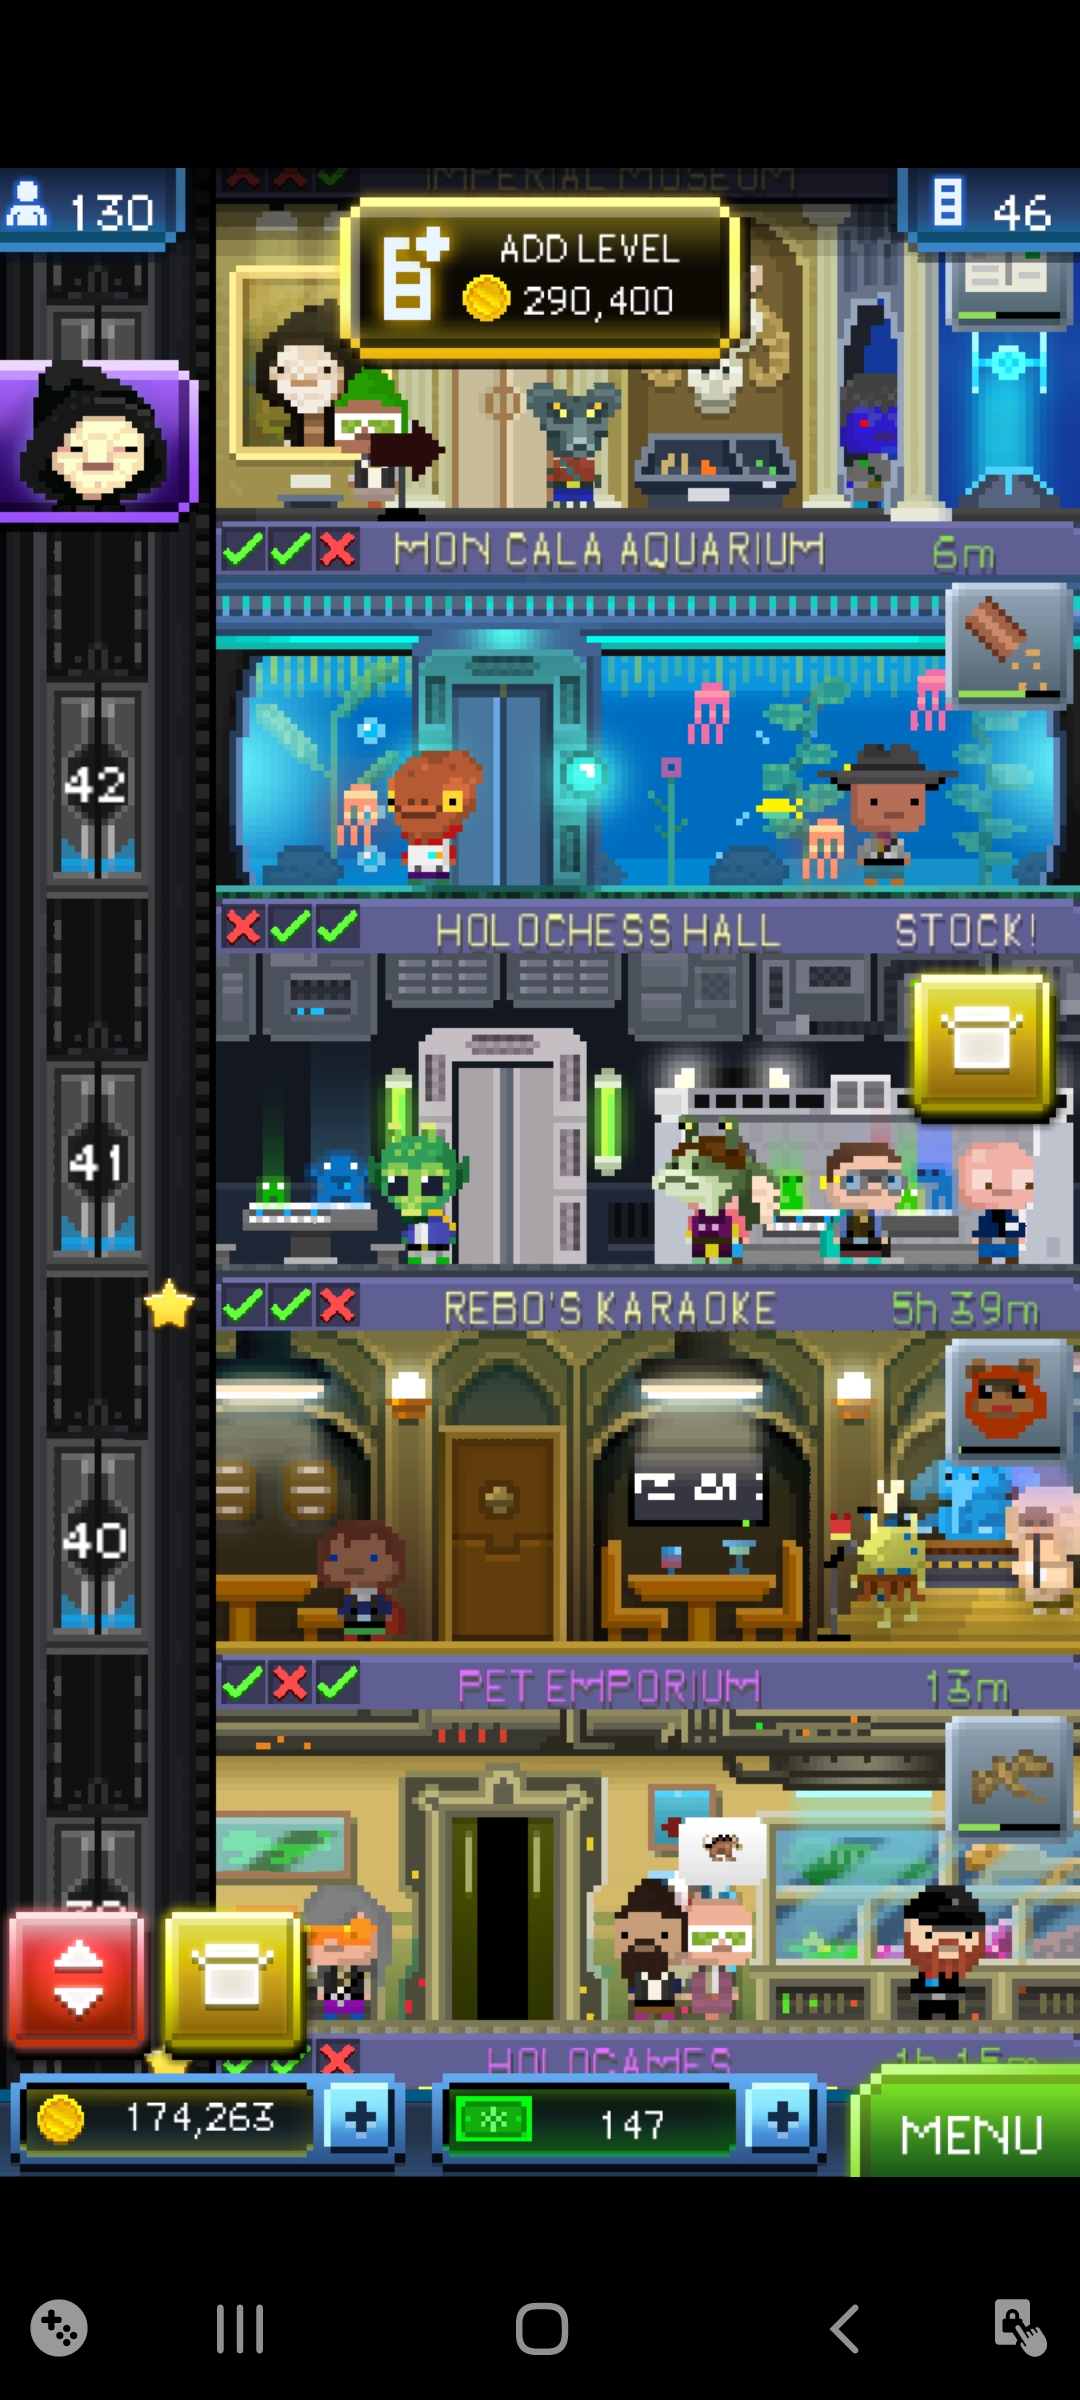 IMPERIAL MUSEUM
130
46
ADD LEVEL
290,400
MON CALA AQUARIUM 6m
42
HOLOCHESS HALL STOCK!
41
REBO'S KARAOKE 5h 39m
40
PET EMPORIUM 13m
HOLOGAMES 1h 15m
174,263
147
MENU